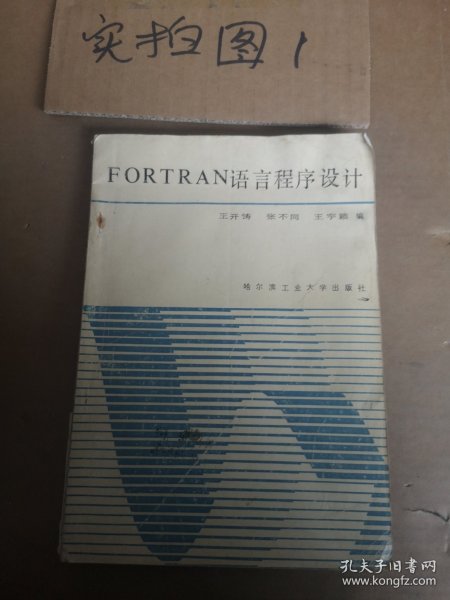 实拍图1
FORTRAN语言程序设计
王开铸 张不同 王宇颖 编
哈尔滨工业大学出版社
孔夫子旧书网
www.kongfz.com